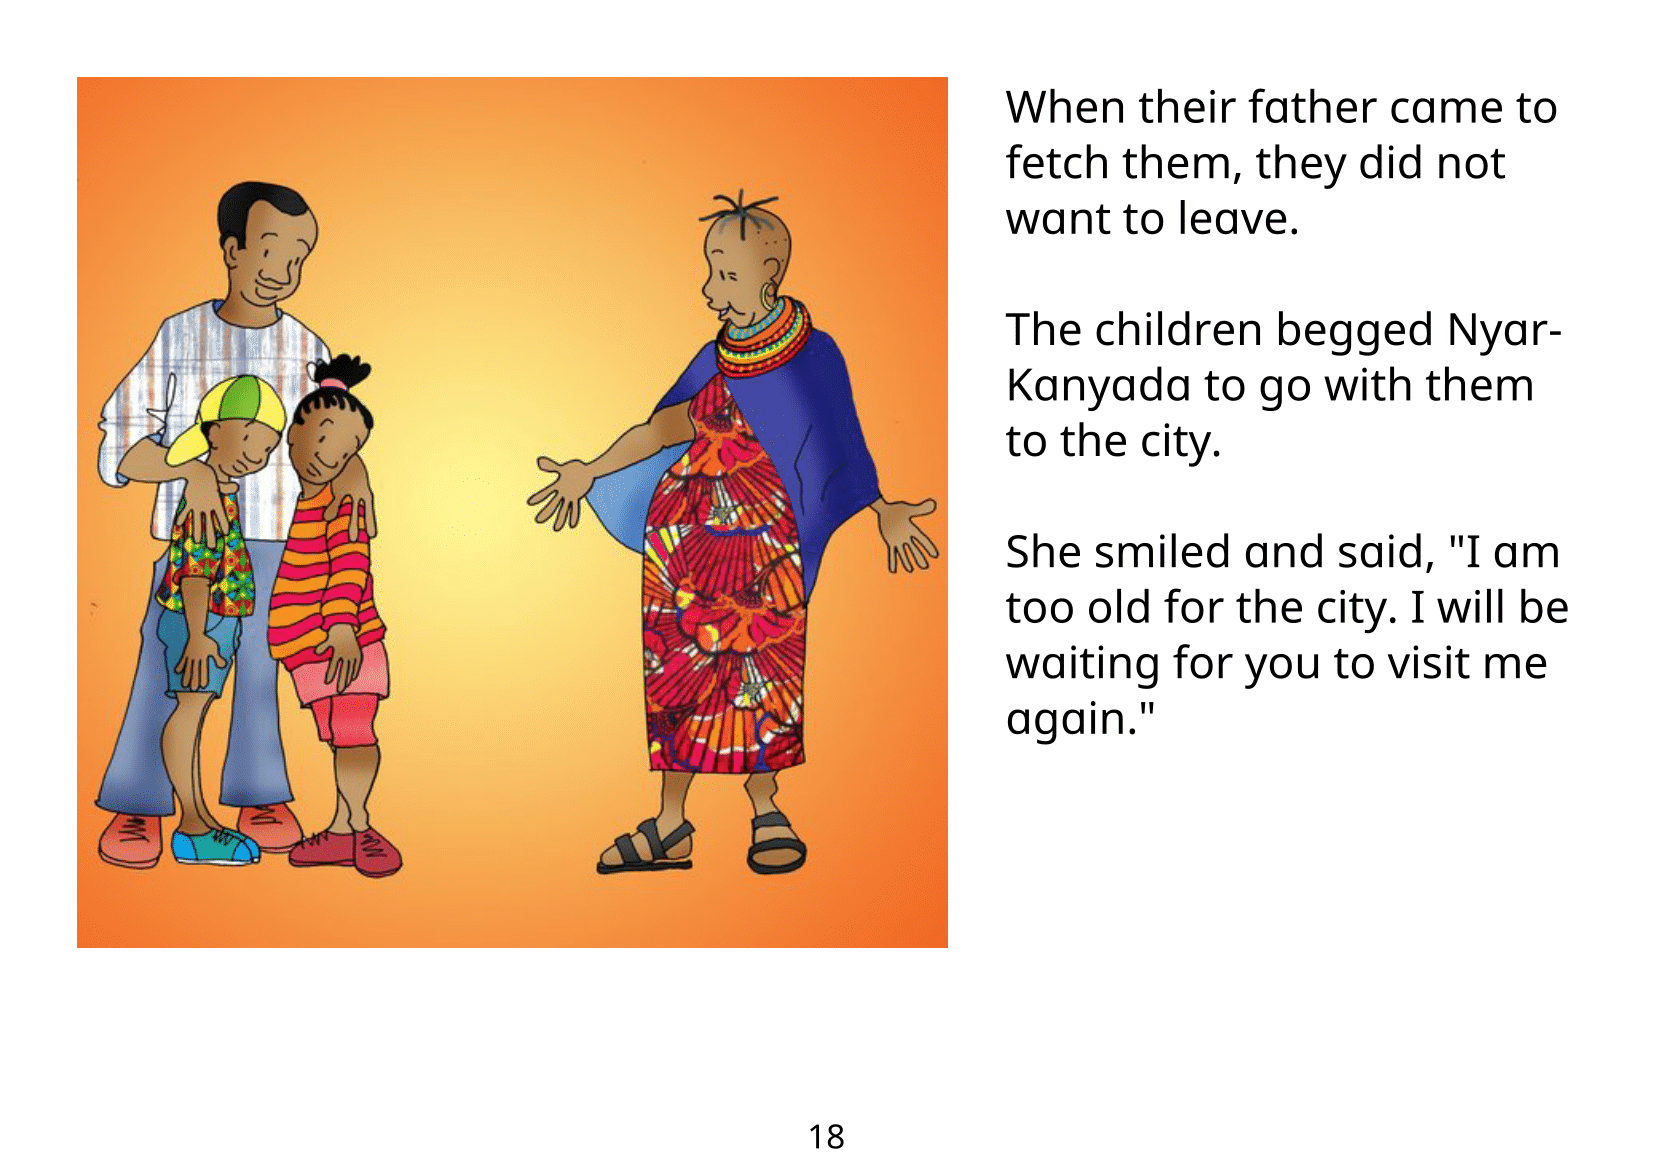 When their father came to
fetch them, they did not
want to leave.
The children begged Nyar-
Kanyada to go with them
to the city.
She smiled and said, "I am
too old for the city. I will be
waiting for you to visit me
again."
18